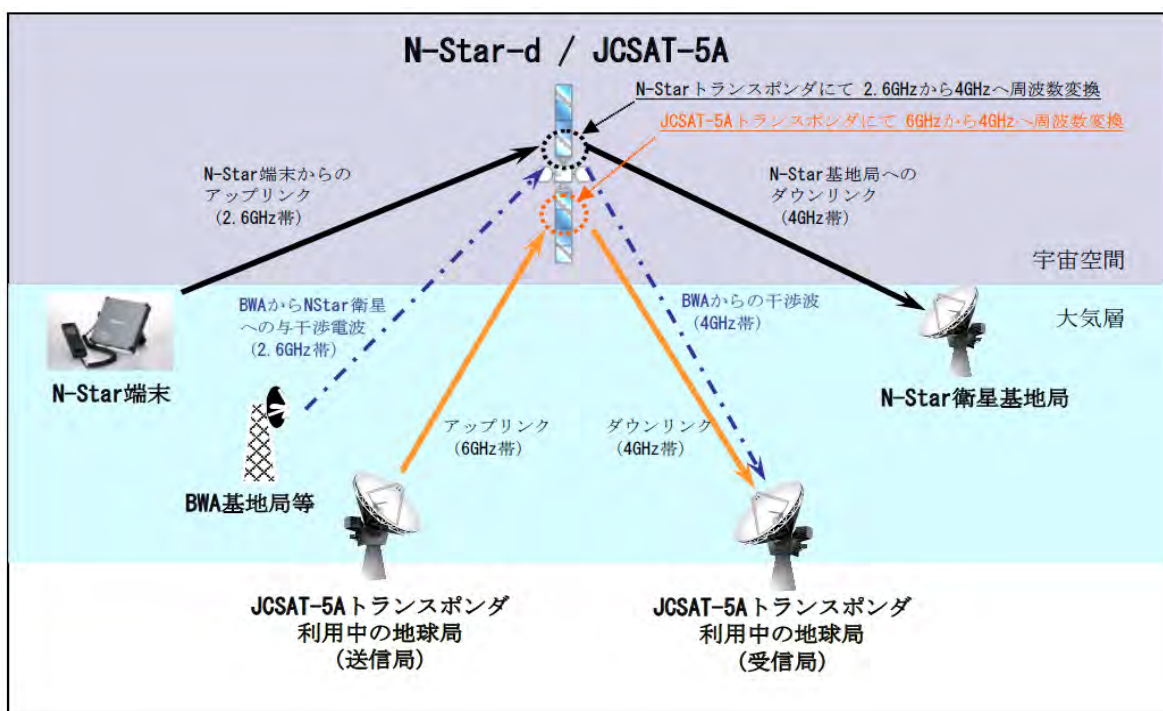 N-Star-d / JCSAT-5A
N-Starトランスポンダにて 2.6GHzから4GHzへ周波数変換
JCSAT-5Aトランスポンダにて 6GHzから4GHzへ周波数変換
N-Star端末からの
アップリンク
(2.6GHz帯)
N-Star基地局への
ダウンリンク
(4GHz帯)
宇宙空間
大気層
BWAからNStar衛星
への与干渉電波
(2.6GHz帯)
BWAからの干渉波
(4GHz帯)
N-Star端末
N-Star衛星基地局
アップリンク
(6GHz帯)
ダウンリンク
(4GHz帯)
BWA基地局等
JCSAT-5Aトランスポンダ
利用中の地球局
(送信局)
JCSAT-5Aトランスポンダ
利用中の地球局
(受信局)